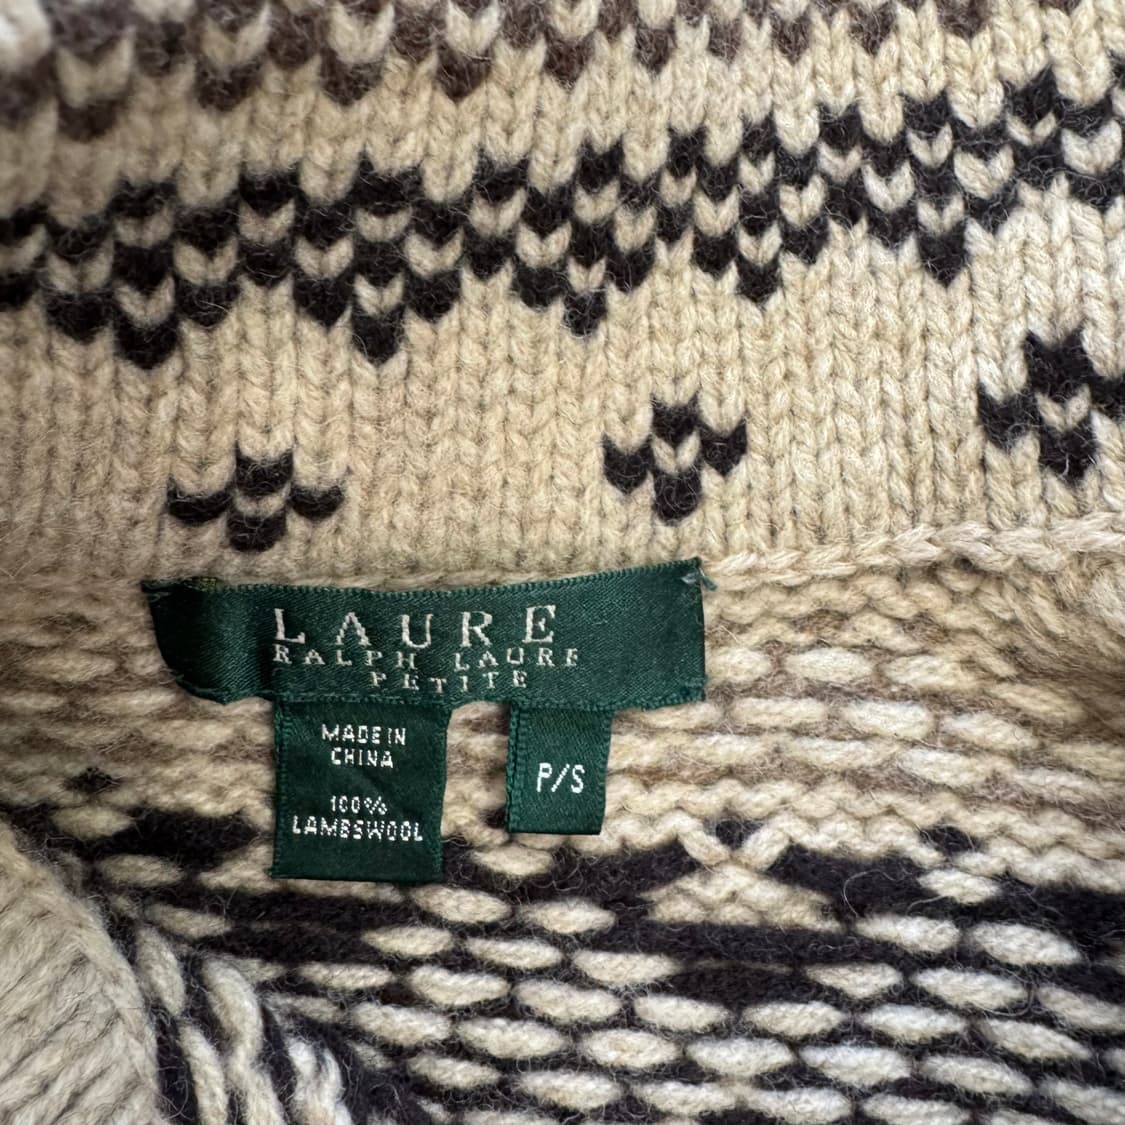 LAURE
RALPH LAURE
PETITE
MADE IN
CHINA
100%
LAMBSWOOL
P/S